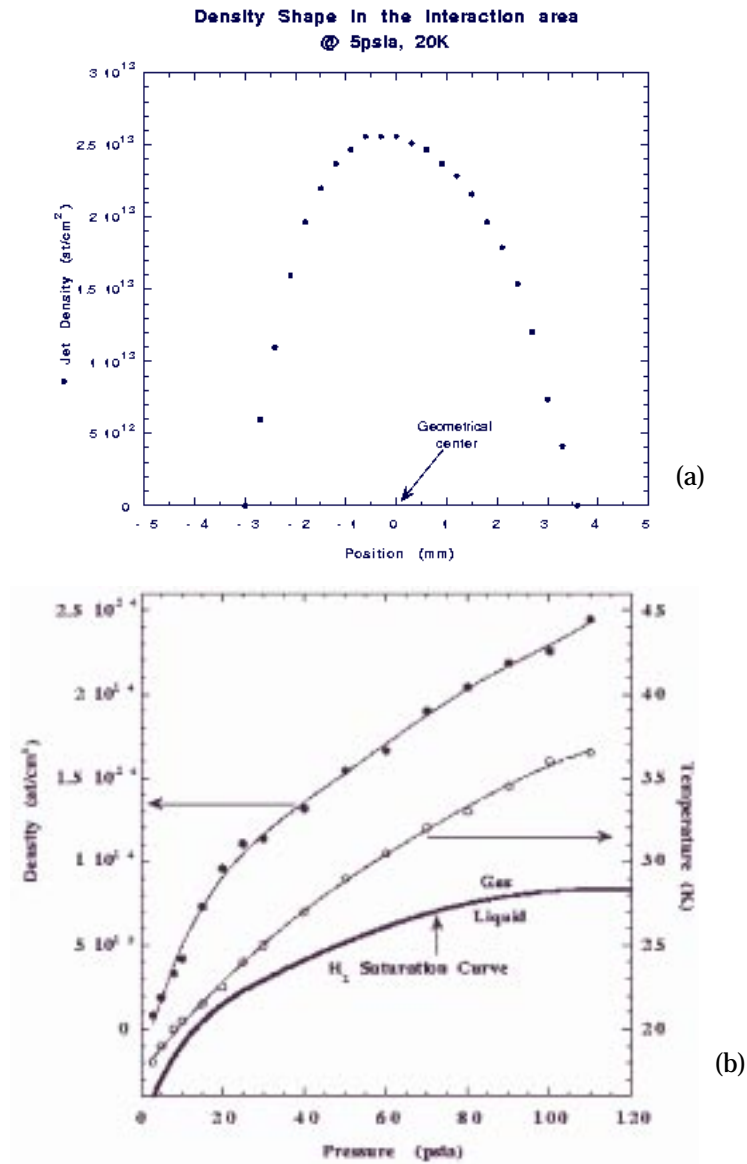 Density Shape in the Interaction area
@ 5psia, 20K
3 10¹³
2.5 10¹³
2 10¹³
1.5 10¹³
1 10¹³
5 10¹²
0
Jet Density (at/cm²)
Geometrical
center
-5 -4 -3 -2 -1 0 1 2 3 4 5
Position (mm)
(a)
2.5 10¹⁴
2 10¹⁴
1.5 10¹⁴
1 10¹⁴
5 10¹³
0
Density (at/cm²)
Gas
Liquid
H₂ Saturation Curve
45
40
35
30
25
20
Temperature (K)
0 20 40 60 80 100 120
Pressure (psia)
(b)